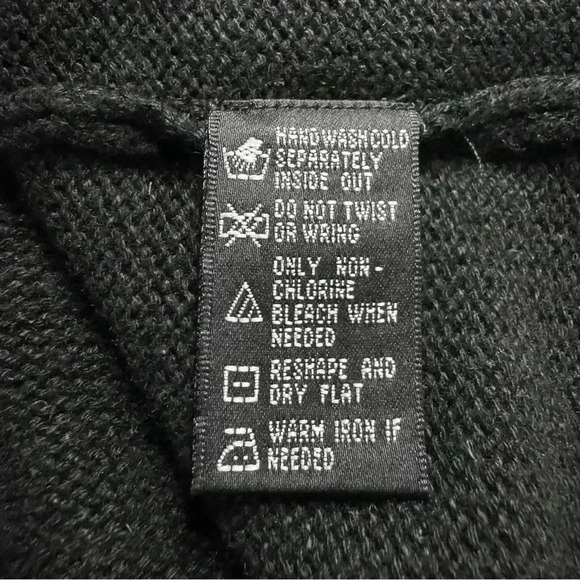 HAND WASH COLD
SEPARATELY
INSIDE OUT
DO NOT TWIST
OR WRING
ONLY NON-
CHLORINE
BLEACH WHEN
NEEDED
RESHAPE AND
DRY FLAT
WARM IRON IF
NEEDED